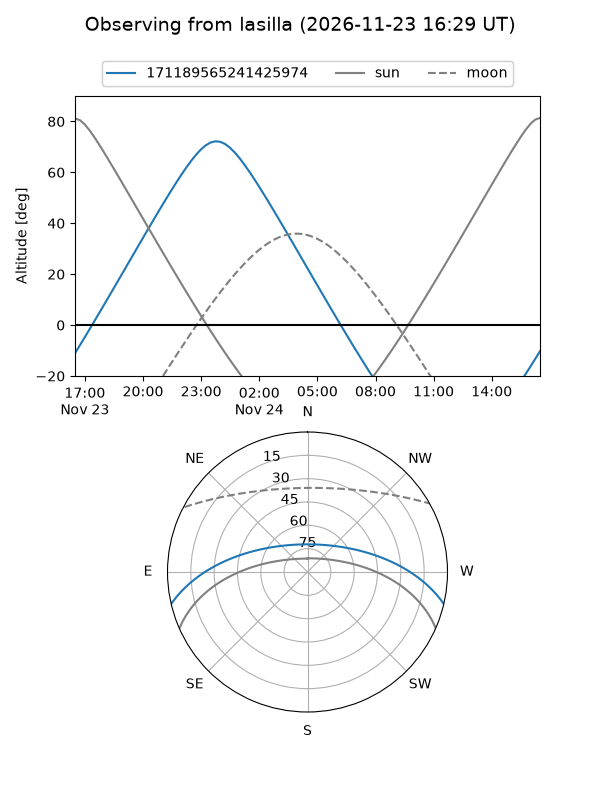 Observing from lasilla (2026-11-23 16:29 UT)
171189565241425974 sun moon
Altitude [deg]
80
60
40
20
0
−20
17:00 20:00 23:00 02:00 05:00 08:00 11:00 14:00
Nov 23 Nov 24
N
NE NW
15
30
45
60
75
E W
SE SW
S